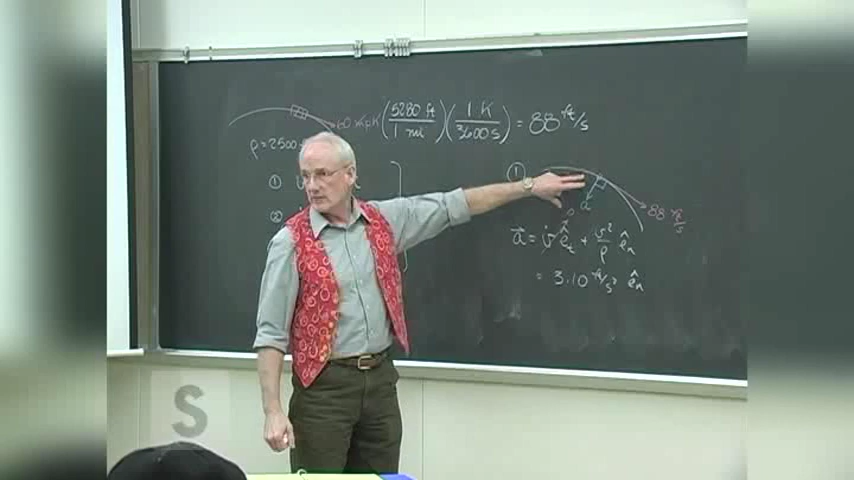 60 mph (5280 ft / 1 mi) (1 h / 3600 s) = 88 ft/s
ρ = 2500
①
②
①
a
88 ft/s
0
a⃗ = v̇ ê_t + v²/ρ ê_n
= 3.10 ft/s² ê_n
S